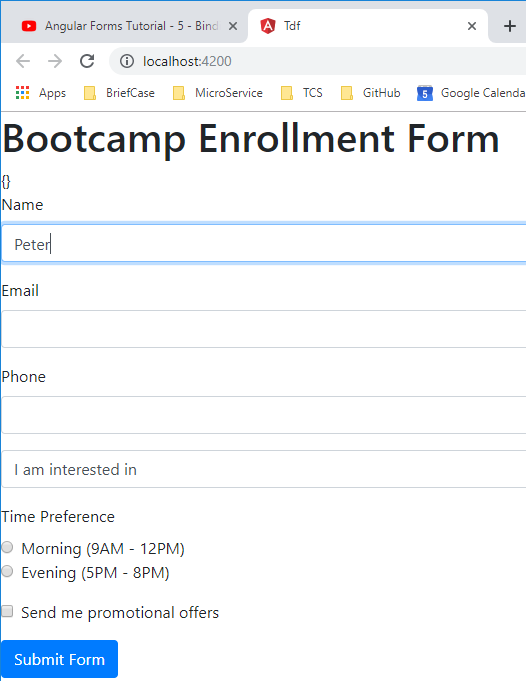 Angular Forms Tutorial - 5 - Bind
Tdf
localhost:4200
Apps BriefCase MicroService TCS GitHub Google Calenda
Bootcamp Enrollment Form
{}
Name
Peter
Email
Phone
I am interested in
Time Preference
Morning (9AM - 12PM)
Evening (5PM - 8PM)
Send me promotional offers
Submit Form